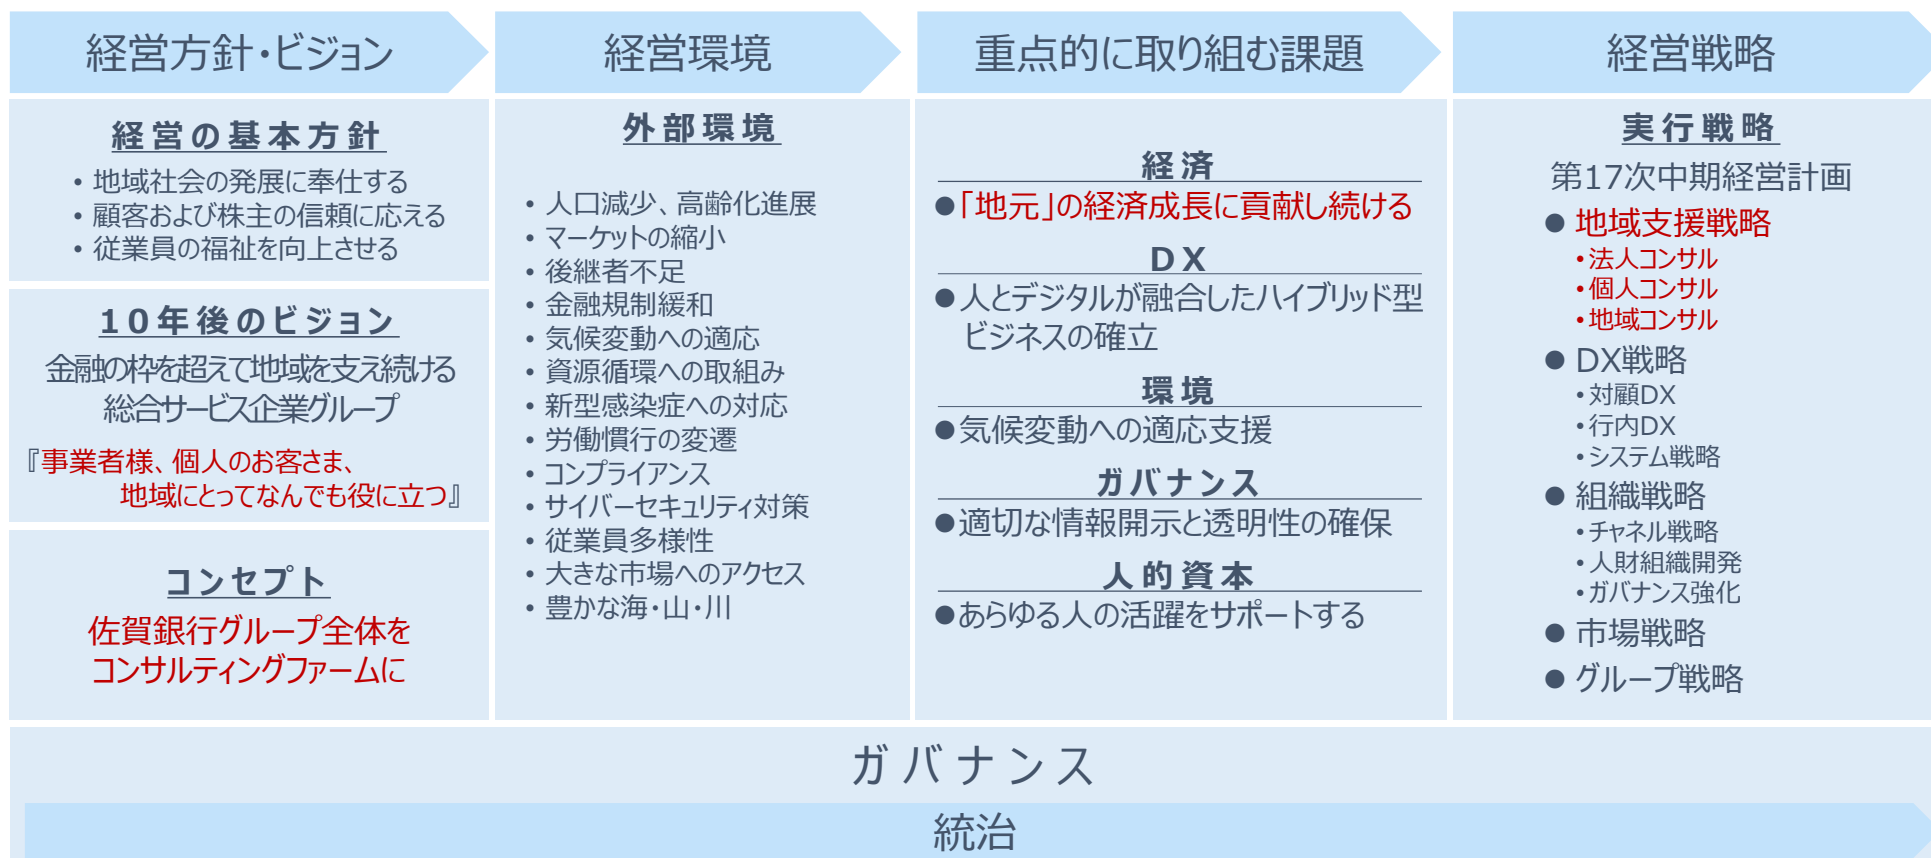 経営方針・ビジョン
経営の基本方針
• 地域社会の発展に奉仕する
• 顧客および株主の信頼に応える
• 従業員の福祉を向上させる
10年後のビジョン
金融の枠を超えて地域を支え続ける
総合サービス企業グループ
『事業者様、個人のお客さま、
地域にとってなんでも役に立つ』
コンセプト
佐賀銀行グループ全体を
コンサルティングファームに
経営環境
外部環境
• 人口減少、高齢化進展
• マーケットの縮小
• 後継者不足
• 金融規制緩和
• 気候変動への適応
• 資源循環への取組み
• 新型感染症への対応
• 労働慣行の変遷
• コンプライアンス
• サイバーセキュリティ対策
• 従業員多様性
• 大きな市場へのアクセス
• 豊かな海・山・川
重点的に取り組む課題
経済
●「地元」の経済成長に貢献し続ける
DX
●人とデジタルが融合したハイブリッド型
ビジネスの確立
環境
●気候変動への適応支援
ガバナンス
●適切な情報開示と透明性の確保
人的資本
●あらゆる人の活躍をサポートする
経営戦略
実行戦略
第17次中期経営計画
● 地域支援戦略
•法人コンサル
•個人コンサル
•地域コンサル
● DX戦略
•対顧DX
•行内DX
•システム戦略
● 組織戦略
•チャネル戦略
•人財組織開発
•ガバナンス強化
● 市場戦略
● グループ戦略
ガバナンス
統治